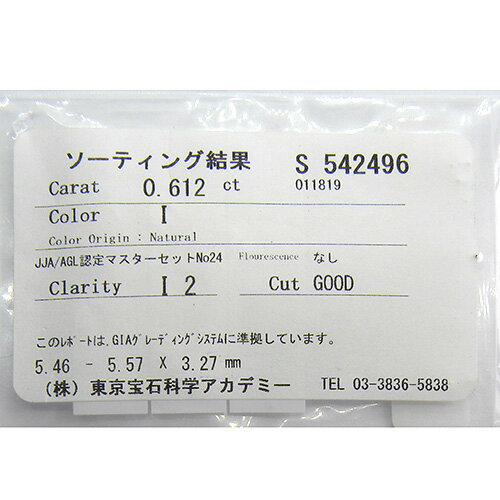 ソーティング結果 S 542496
Carat 0.612 ct 011819
Color I
Color Origin : Natural
JJA/AGL認定マスターセットNo24 Flourescence なし
Clarity I 2 Cut GOOD
このレポートは、GIAグレーディングシステムに準拠しています。
5.46 - 5.57 X 3.27 mm
(株) 東京宝石科学アカデミー TEL 03-3836-5838